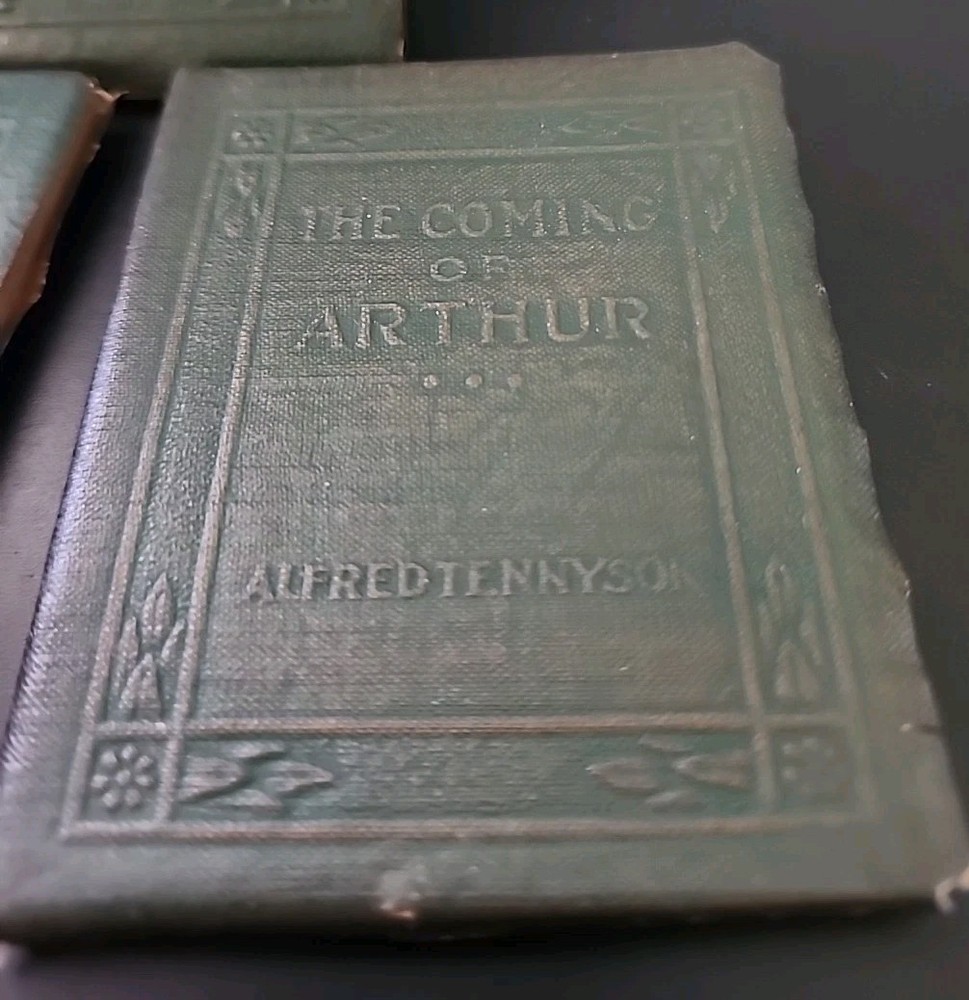 THE COMING
OF
ARTHUR
ALFRED TENNYSON